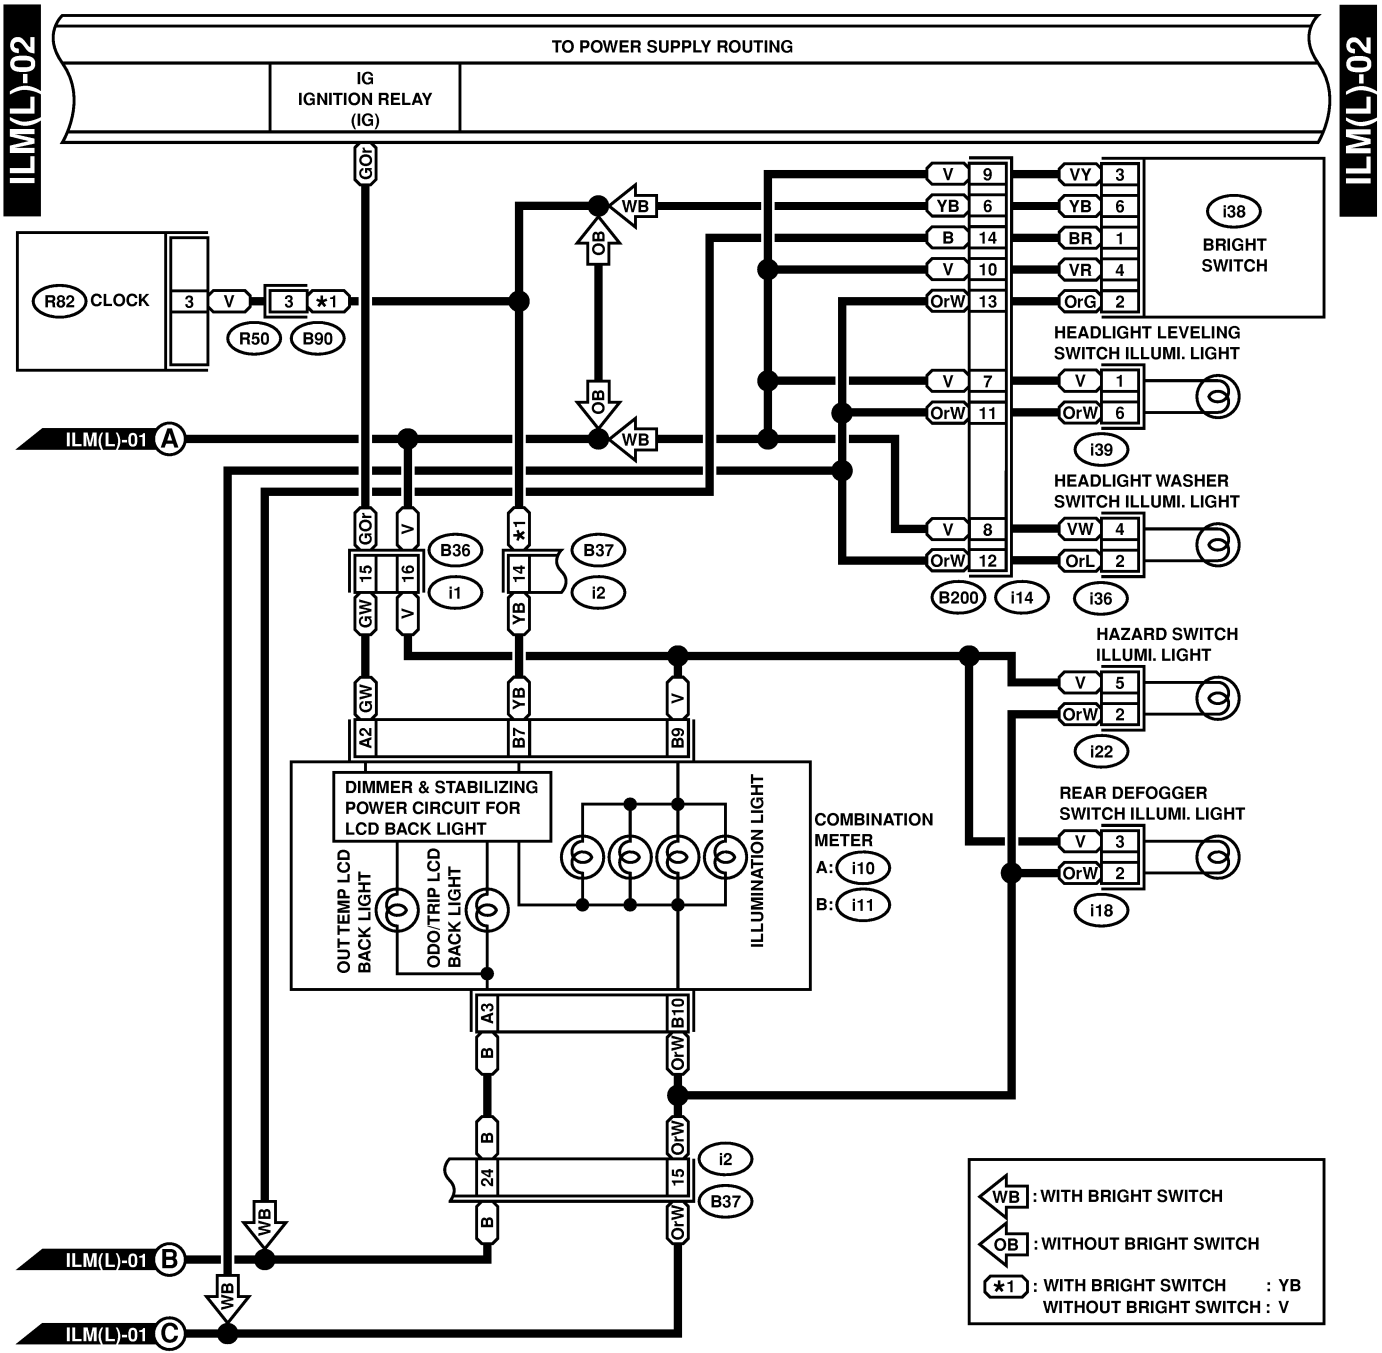 ILM(L)-02
TO POWER SUPPLY ROUTING
ILM(L)-02
IG
IGNITION RELAY
(IG)
GOr
V 9 VY 3
WB YB 6 YB 6
i38
BRIGHT
SWITCH
OB
B 14 BR 1
V 10 VR 4
R82 CLOCK 3 V 3 *1
OrW 13 OrG 2
R50 B90
HEADLIGHT LEVELING
SWITCH ILLUMI. LIGHT
V 7 V 1
OB
OrW 11 OrW 6
ILM(L)-01 A
WB
i39
HEADLIGHT WASHER
SWITCH ILLUMI. LIGHT
GOr V *1
V 8 VW 4
B36 B37
15 16 14
OrW 12 OrL 2
i1 i2
B200 i14 i36
GW V YB
HAZARD SWITCH
ILLUMI. LIGHT
GW YB V
V 5
OrW 2
A2 B7 B9
i22
DIMMER & STABILIZING
POWER CIRCUIT FOR
LCD BACK LIGHT
ILLUMINATION LIGHT
REAR DEFOGGER
SWITCH ILLUMI. LIGHT
COMBINATION
METER
V 3
A: i10
OrW 2
B: i11
i18
OUT TEMP LCD
BACK LIGHT
ODO/TRIP LCD
BACK LIGHT
A3 B10
B OrW
B OrW
i2
24 15
B37
B OrW
WB
ILM(L)-01 B
WB
ILM(L)-01 C
WB : WITH BRIGHT SWITCH
OB : WITHOUT BRIGHT SWITCH
*1 : WITH BRIGHT SWITCH : YB
WITHOUT BRIGHT SWITCH : V